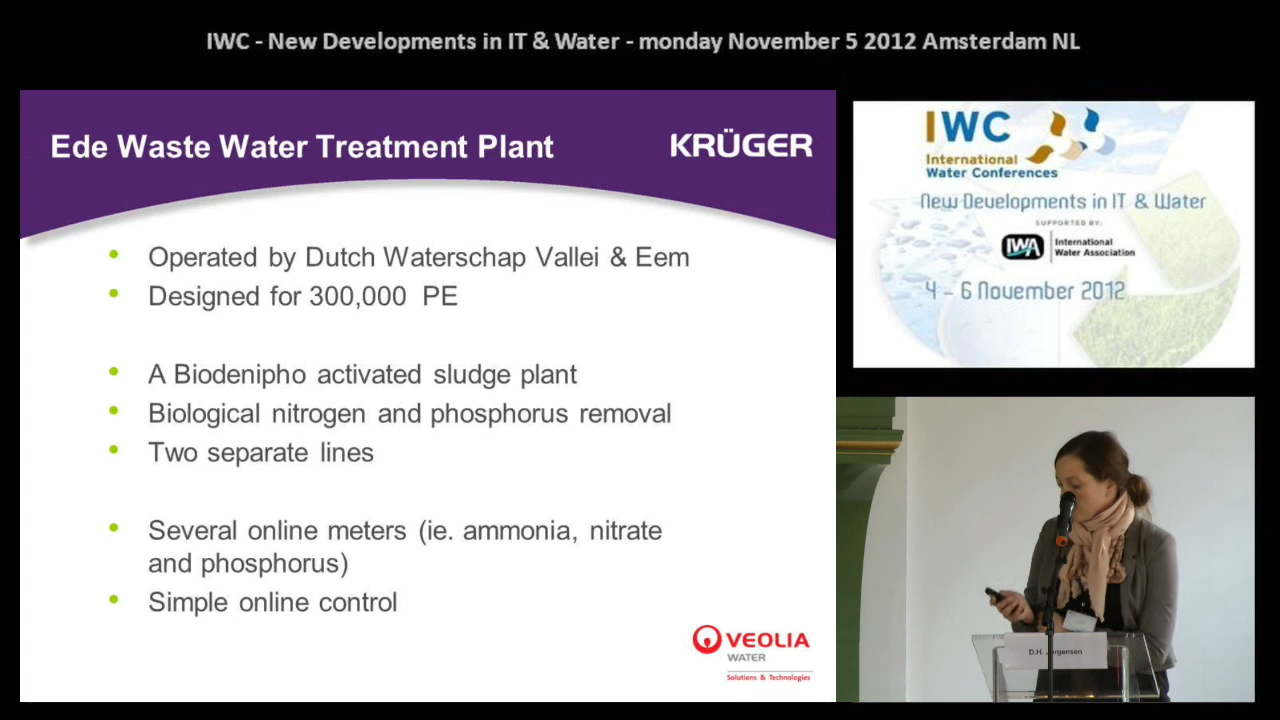 IWC - New Developments in IT & Water - monday November 5 2012 Amsterdam NL
Ede Waste Water Treatment Plant
KRÜGER
• Operated by Dutch Waterschap Vallei & Eem
• Designed for 300,000 PE
• A Biodenipho activated sludge plant
• Biological nitrogen and phosphorus removal
• Two separate lines
• Several online meters (ie. ammonia, nitrate
and phosphorus)
• Simple online control
VEOLIA
WATER
Solutions & Technologies
IWC
International
Water Conferences
New Developments in IT & Water
SUPPORTED BY:
IWA
International
Water Association
4 – 6 November 2012
D.H. Jørgensen